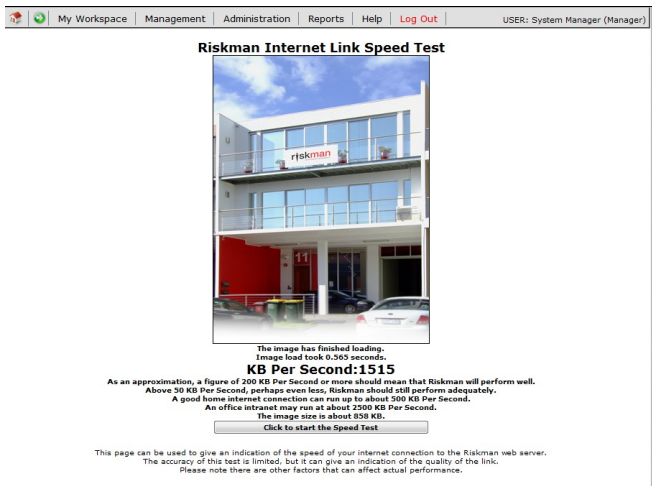 My Workspace Management Administration Reports Help Log Out USER: System Manager (Manager)
Riskman Internet Link Speed Test
riskman
11
The image has finished loading.
Image load took 0.565 seconds.
KB Per Second:1515
As an approximation, a figure of 200 KB Per Second or more should mean that Riskman will perform well.
Above 50 KB Per Second, perhaps even less, Riskman should still perform adequately.
A good home internet connection can run up to about 500 KB Per Second.
An office intranet may run at about 2500 KB Per Second.
The image size is about 858 KB.
Click to start the Speed Test
This page can be used to give an indication of the speed of your internet connection to the Riskman web server.
The accuracy of this test is limited, but it can give an indication of the quality of the link.
Please note there are other factors that can affect actual performance.